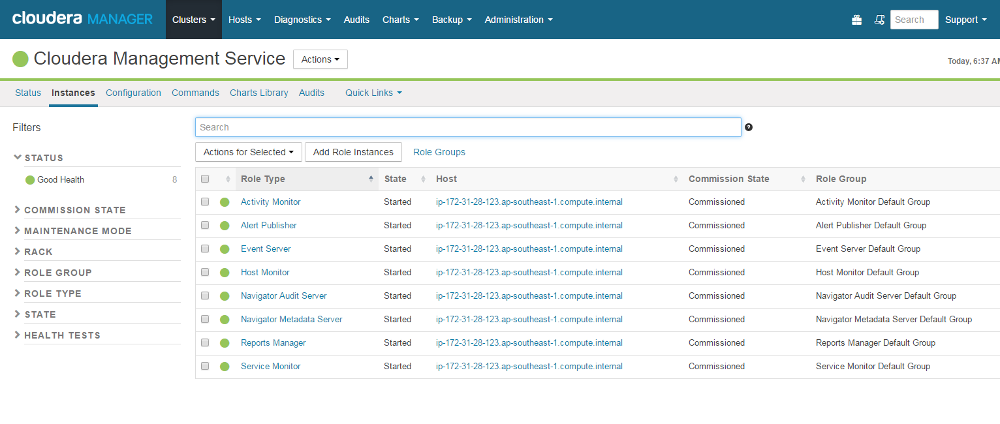 cloudera MANAGER Clusters Hosts Diagnostics Audits Charts Backup Administration Search Support
Cloudera Management Service Actions Today, 6:37 AM
Status Instances Configuration Commands Charts Library Audits Quick Links
Filters
Search ?
STATUS
Actions for Selected Add Role Instances Role Groups
Good Health 8
COMMISSION STATE
MAINTENANCE MODE
RACK
ROLE GROUP
ROLE TYPE
STATE
HEALTH TESTS
Role Type State Host Commission State Role Group
Activity Monitor Started ip-172-31-28-123.ap-southeast-1.compute.internal Commissioned Activity Monitor Default Group
Alert Publisher Started ip-172-31-28-123.ap-southeast-1.compute.internal Commissioned Alert Publisher Default Group
Event Server Started ip-172-31-28-123.ap-southeast-1.compute.internal Commissioned Event Server Default Group
Host Monitor Started ip-172-31-28-123.ap-southeast-1.compute.internal Commissioned Host Monitor Default Group
Navigator Audit Server Started ip-172-31-28-123.ap-southeast-1.compute.internal Commissioned Navigator Audit Server Default Group
Navigator Metadata Server Started ip-172-31-28-123.ap-southeast-1.compute.internal Commissioned Navigator Metadata Server Default Group
Reports Manager Started ip-172-31-28-123.ap-southeast-1.compute.internal Commissioned Reports Manager Default Group
Service Monitor Started ip-172-31-28-123.ap-southeast-1.compute.internal Commissioned Service Monitor Default Group